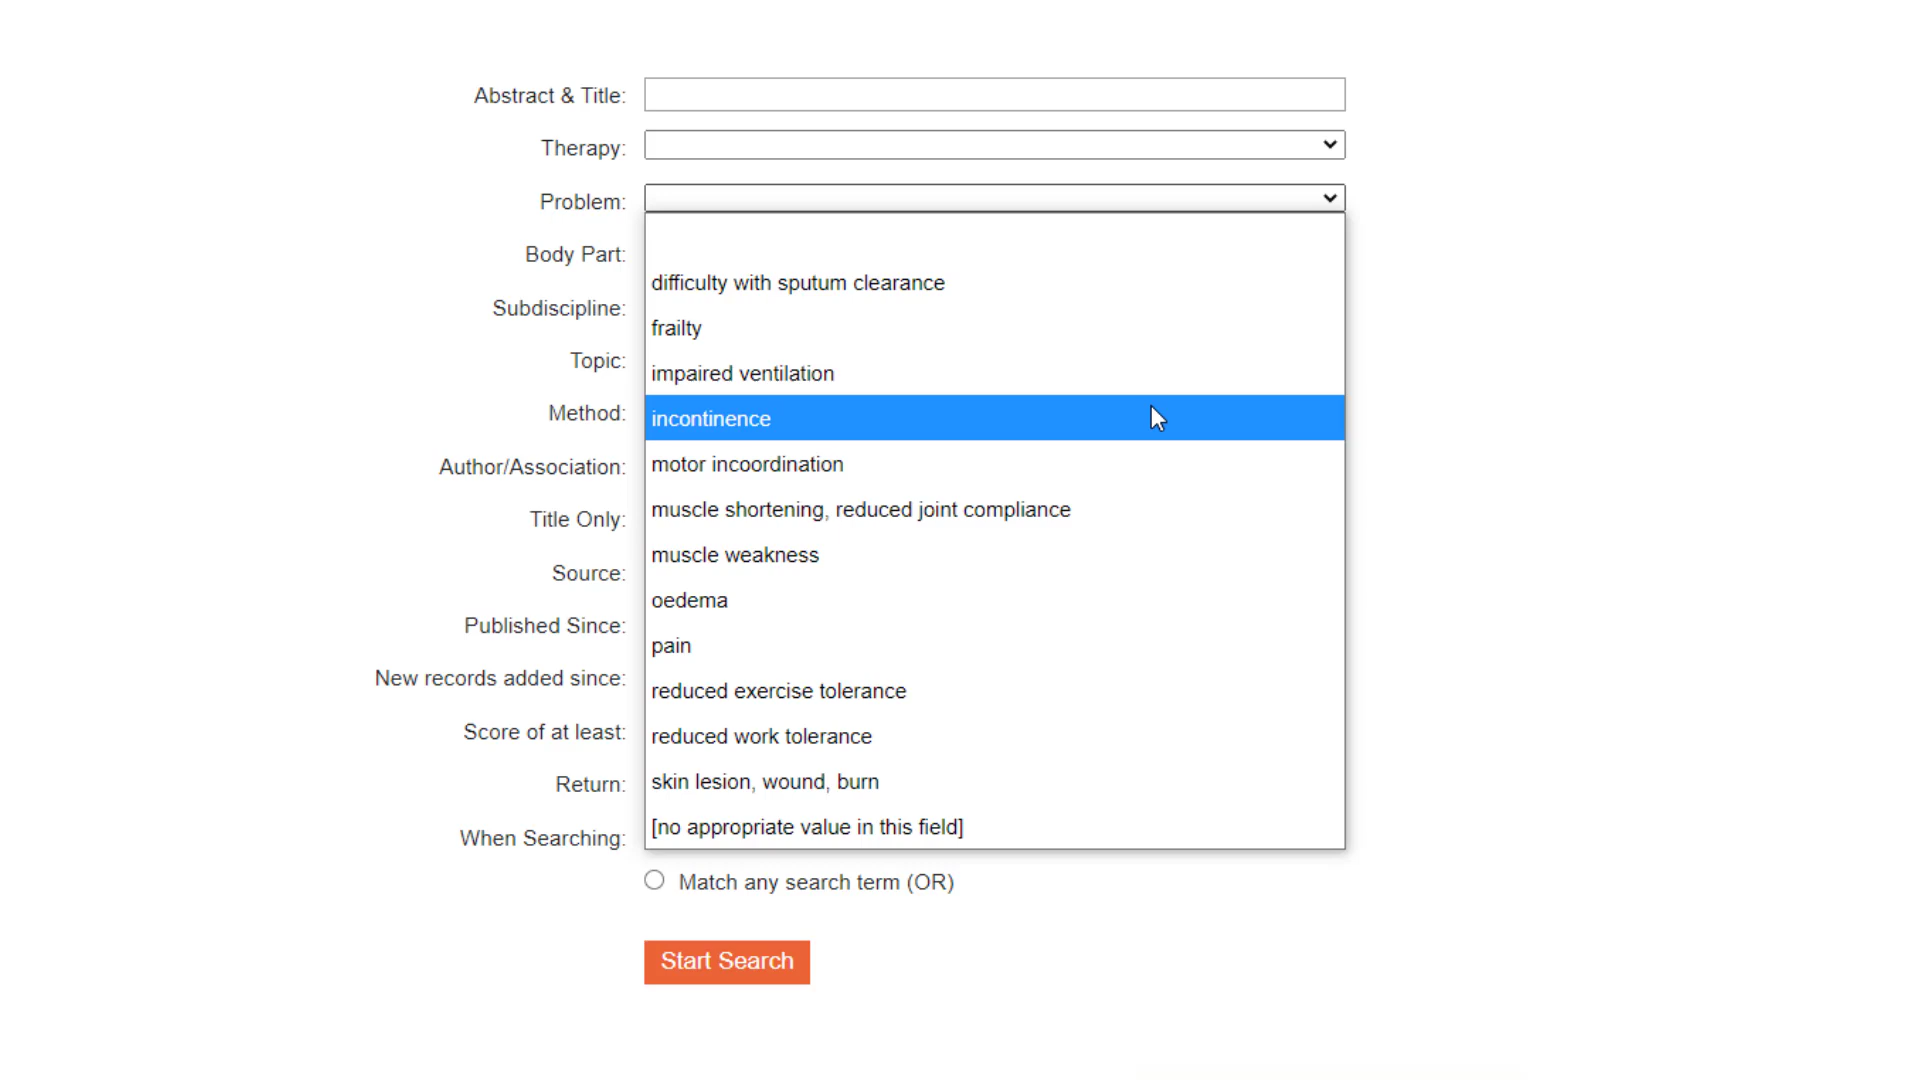 Abstract & Title:
Therapy:
Problem:
Body Part:
difficulty with sputum clearance
Subdiscipline:
frailty
Topic:
impaired ventilation
Method:
incontinence
Author/Association:
motor incoordination
Title Only:
muscle shortening, reduced joint compliance
Source:
muscle weakness
Published Since:
oedema
New records added since:
pain
Score of at least:
reduced exercise tolerance
Return:
reduced work tolerance
When Searching:
skin lesion, wound, burn
[no appropriate value in this field]
Match any search term (OR)
Start Search